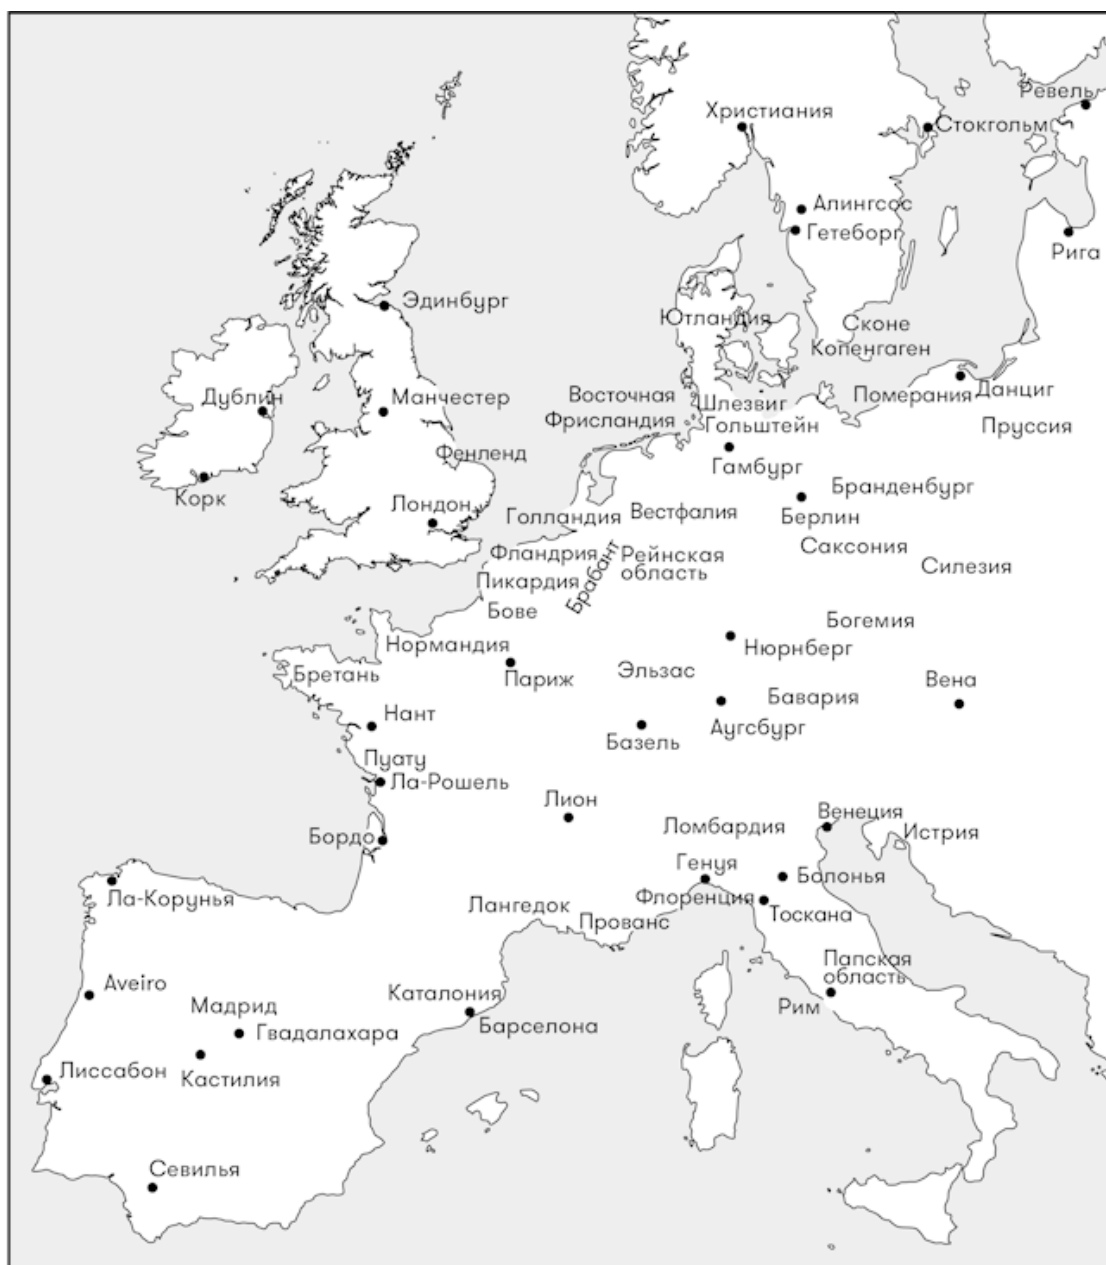 Ревель
Христиания
Стокгольм
Алингсос
Гетеборг
Рига
Эдинбург
Ютландия
Сконе
Копенгаген
Дублин
Манчестер
Восточная
Фрисландия
Шлезвиг
Гольштейн
Померания
Данциг
Пруссия
Фенленд
Гамбург
Корк
Лондон
Голландия
Вестфалия
Бранденбург
Берлин
Саксония
Фландрия
Брабант
Рейнская
область
Силезия
Пикардия
Бове
Богемия
Нормандия
Нюрнберг
Бретань
Париж
Эльзас
Бавария
Вена
Нант
Базель
Аугсбург
Пуату
Ла-Рошель
Лион
Венеция
Бордо
Ломбардия
Истрия
Генуя
Балонья
Ла-Корунья
Флоренция
Тоскана
Лангедок
Прованс
Папская
область
Aveiro
Мадрид
Каталония
Рим
Гвадалахара
Барселона
Лиссабон
Кастилия
Севилья